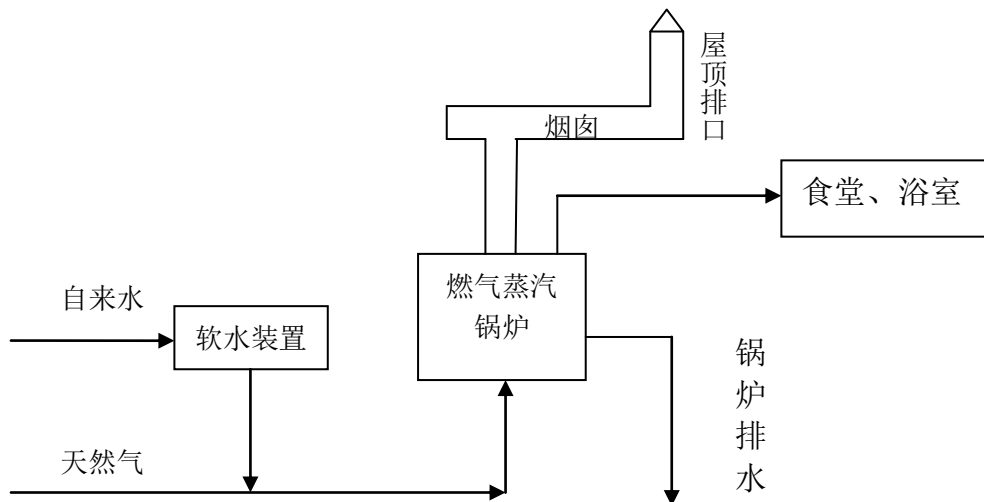 屋顶排口
烟囱
食堂、浴室
燃气蒸汽
锅炉
自来水
软水装置
锅炉排水
天然气